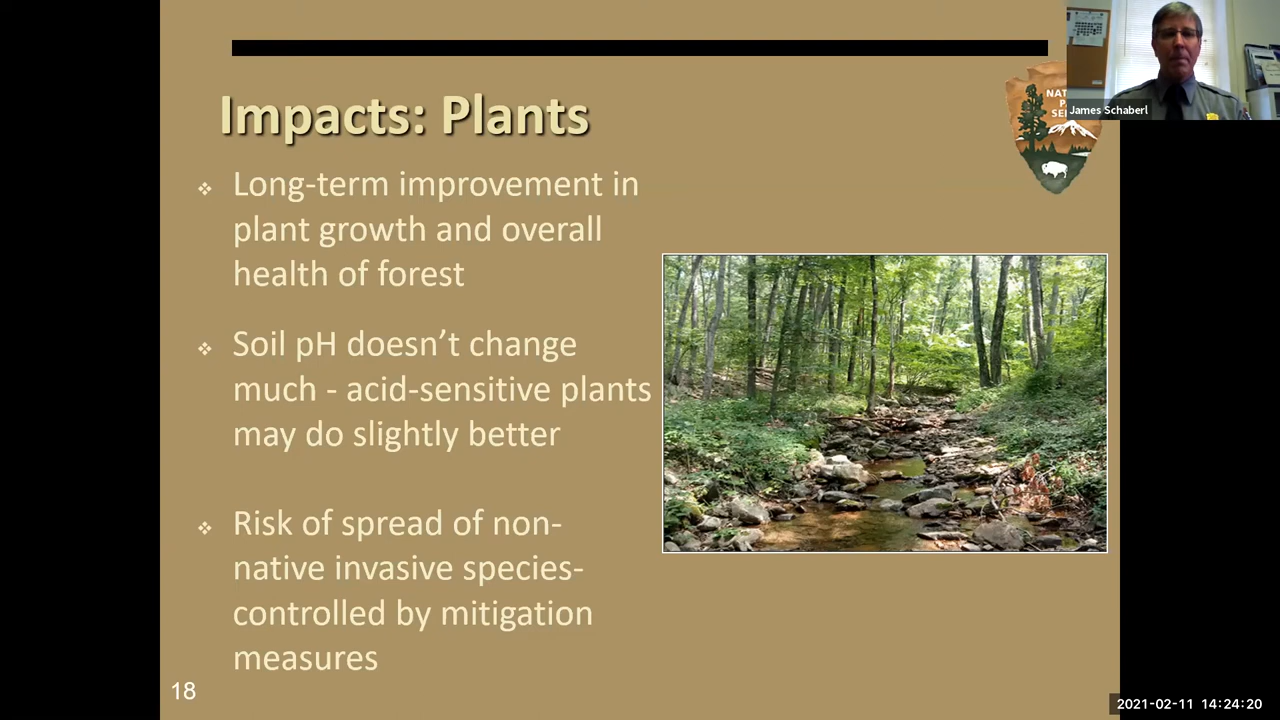 Impacts: Plants
Long-term improvement in
plant growth and overall
health of forest
Soil pH doesn’t change
much - acid-sensitive plants
may do slightly better
Risk of spread of non-
native invasive species-
controlled by mitigation
measures
18
James Schaberl
2021-02-11 14:24:20